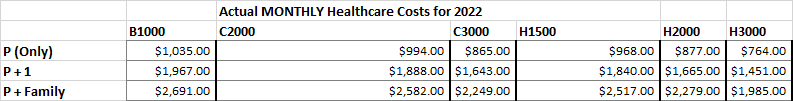 Actual MONTHLY Healthcare Costs for 2022
B1000 C2000 C3000 H1500 H2000 H3000
P (Only) $1,035.00 $994.00 $865.00 $968.00 $877.00 $764.00
P + 1 $1,967.00 $1,888.00 $1,643.00 $1,840.00 $1,665.00 $1,451.00
P + Family $2,691.00 $2,582.00 $2,249.00 $2,517.00 $2,279.00 $1,985.00